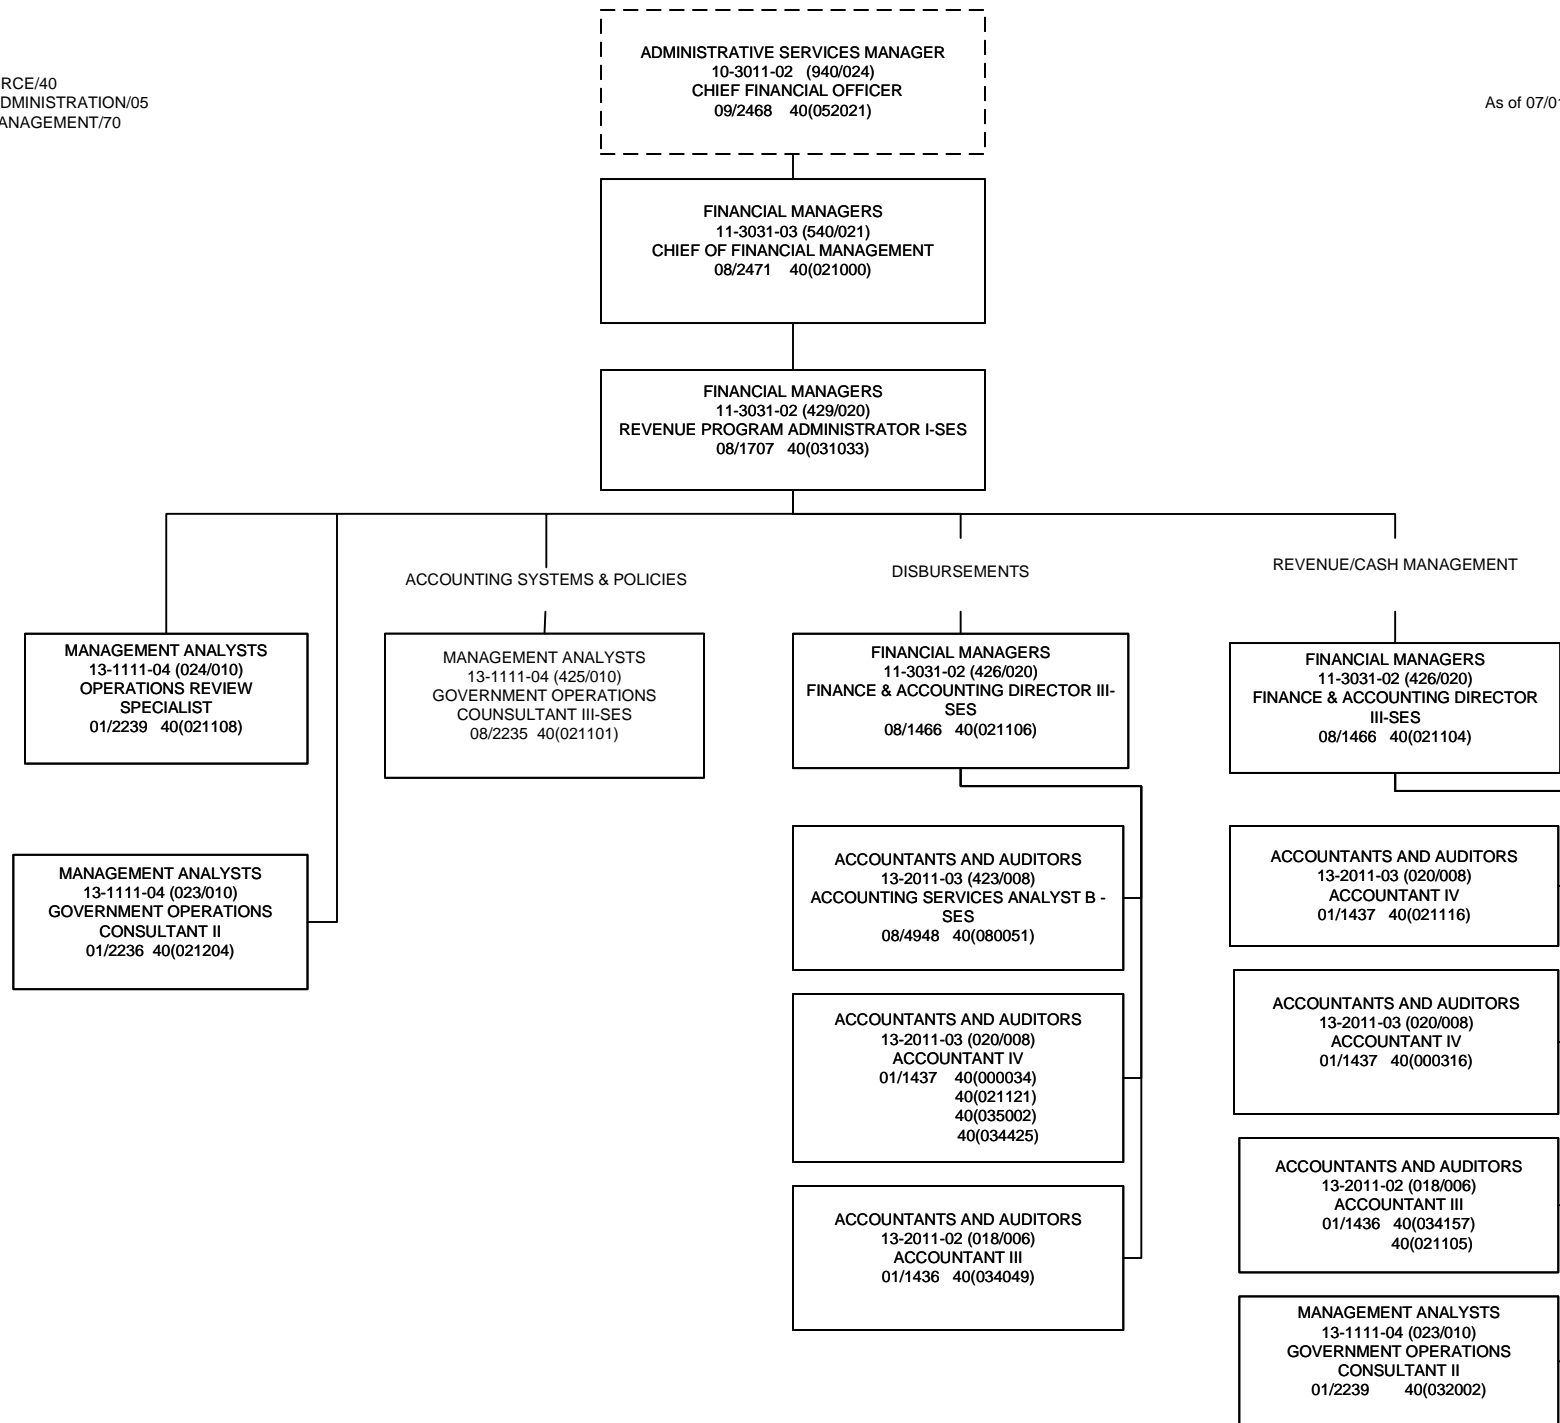 RCE/40
DMINISTRATION/05
ANAGEMENT/70
As of 07/01
ADMINISTRATIVE SERVICES MANAGER
10-3011-02 (940/024)
CHIEF FINANCIAL OFFICER
09/2468 40(052021)
FINANCIAL MANAGERS
11-3031-03 (540/021)
CHIEF OF FINANCIAL MANAGEMENT
08/2471 40(021000)
FINANCIAL MANAGERS
11-3031-02 (429/020)
REVENUE PROGRAM ADMINISTRATOR I-SES
08/1707 40(031033)
MANAGEMENT ANALYSTS
13-1111-04 (024/010)
OPERATIONS REVIEW
SPECIALIST
01/2239 40(021108)
MANAGEMENT ANALYSTS
13-1111-04 (023/010)
GOVERNMENT OPERATIONS
CONSULTANT II
01/2236 40(021204)
ACCOUNTING SYSTEMS & POLICIES
MANAGEMENT ANALYSTS
13-1111-04 (425/010)
GOVERNMENT OPERATIONS
COUNSULTANT III-SES
08/2235 40(021101)
DISBURSEMENTS
FINANCIAL MANAGERS
11-3031-02 (426/020)
FINANCE & ACCOUNTING DIRECTOR III-
SES
08/1466 40(021106)
ACCOUNTANTS AND AUDITORS
13-2011-03 (423/008)
ACCOUNTING SERVICES ANALYST B -
SES
08/4948 40(080051)
ACCOUNTANTS AND AUDITORS
13-2011-03 (020/008)
ACCOUNTANT IV
01/1437 40(000034)
40(021121)
40(035002)
40(034425)
ACCOUNTANTS AND AUDITORS
13-2011-02 (018/006)
ACCOUNTANT III
01/1436 40(034049)
REVENUE/CASH MANAGEMENT
FINANCIAL MANAGERS
11-3031-02 (426/020)
FINANCE & ACCOUNTING DIRECTOR
III-SES
08/1466 40(021104)
ACCOUNTANTS AND AUDITORS
13-2011-03 (020/008)
ACCOUNTANT IV
01/1437 40(021116)
ACCOUNTANTS AND AUDITORS
13-2011-03 (020/008)
ACCOUNTANT IV
01/1437 40(000316)
ACCOUNTANTS AND AUDITORS
13-2011-02 (018/006)
ACCOUNTANT III
01/1436 40(034157)
40(021105)
MANAGEMENT ANALYSTS
13-1111-04 (023/010)
GOVERNMENT OPERATIONS
CONSULTANT II
01/2239 40(032002)